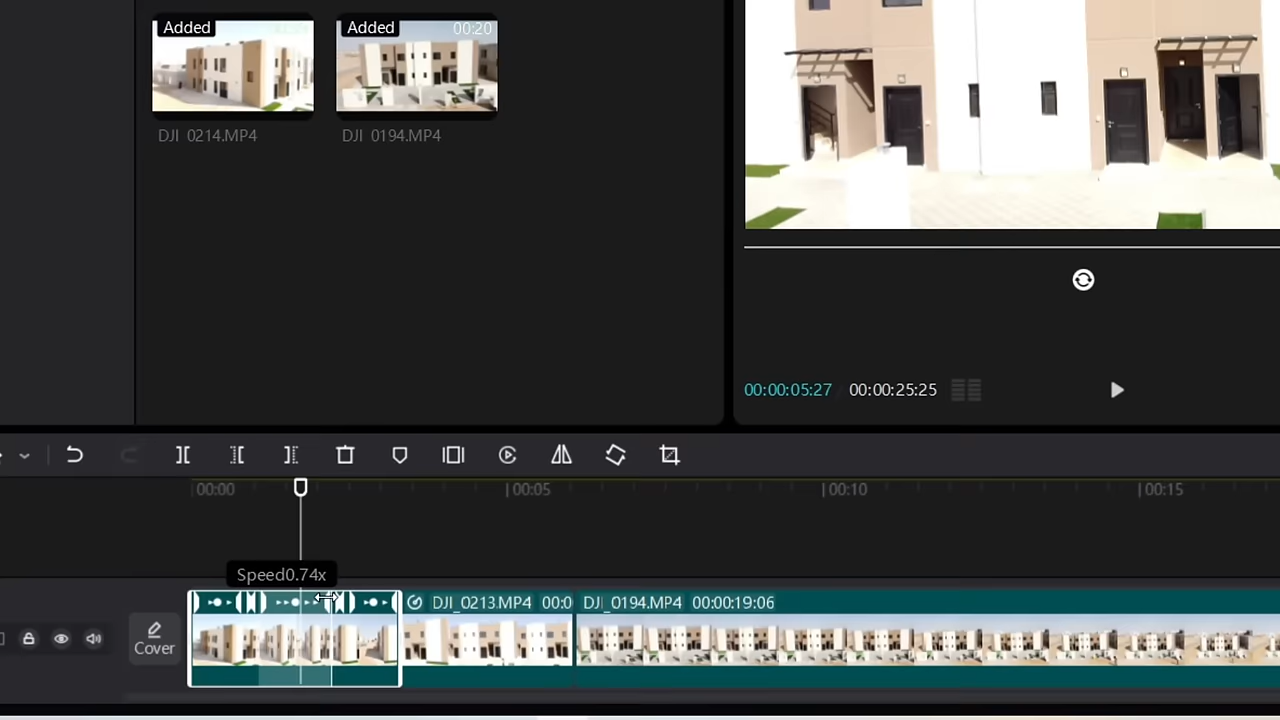 Added
Added
00:20
DJI_0214.MP4
DJI_0194.MP4
00:00:05:27
00:00:25:25
00:00
00:05
00:10
00:15
Speed0.74x
DJI_0213.MP4 00:0
DJI_0194.MP4 00:00:19:06
Cover